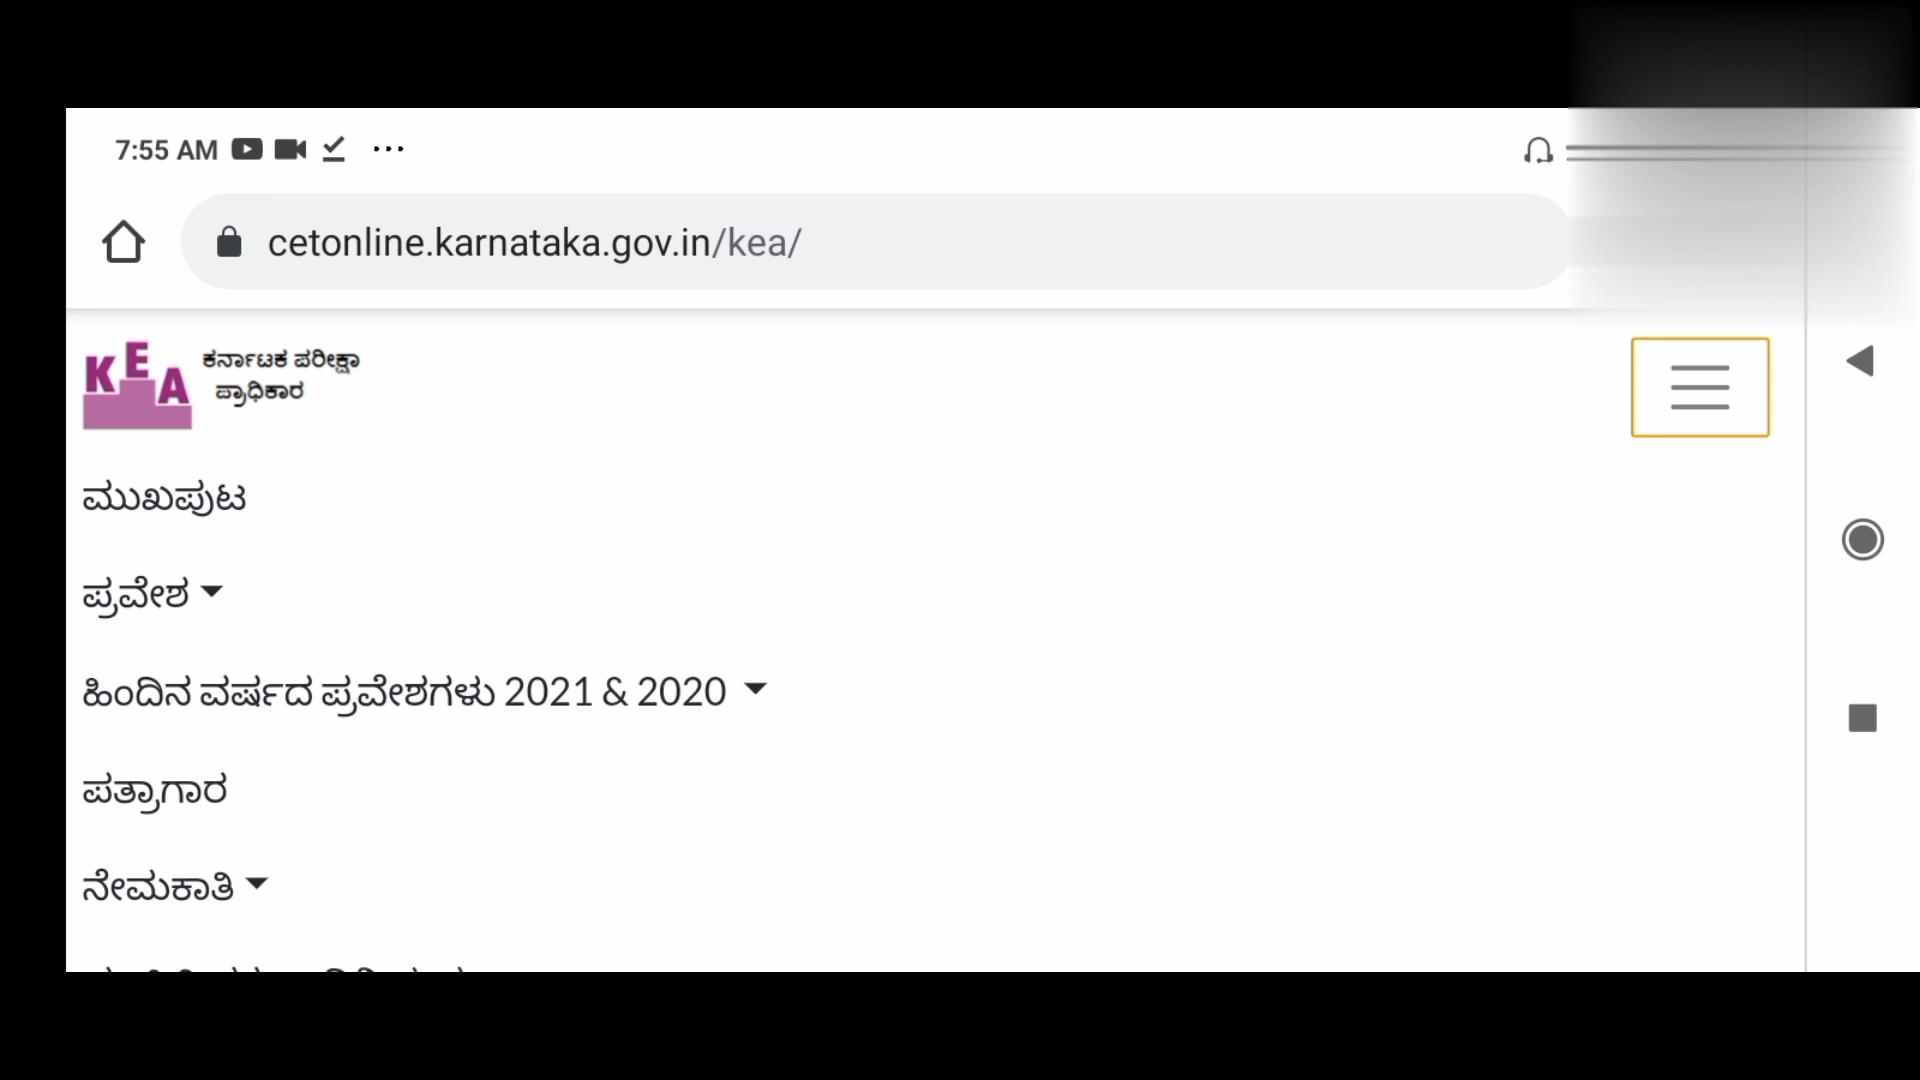 7:55 AM
cetonline.karnataka.gov.in/kea/
KEA
ಕರ್ನಾಟಕ ಪರೀಕ್ಷಾ
ಪ್ರಾಧಿಕಾರ
ಮುಖಪುಟ
ಪ್ರವೇಶ
ಹಿಂದಿನ ವರ್ಷದ ಪ್ರವೇಶಗಳು 2021 & 2020
ಪತ್ರಾಗಾರ
ನೇಮಕಾತಿ